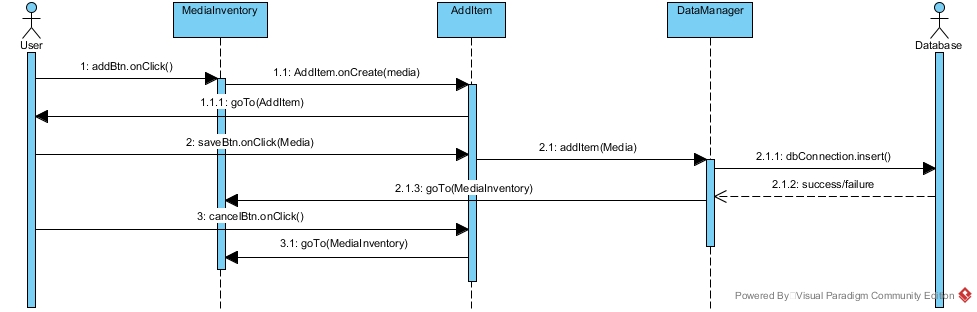 MediaInventory
AddItem
DataManager
User
Database
1: addBtn.onClick()
1.1: AddItem.onCreate(media)
1.1.1: goTo(AddItem)
2: saveBtn.onClick(Media)
2.1: addItem(Media)
2.1.1: dbConnection.insert()
2.1.2: success/failure
2.1.3: goTo(MediaInventory)
3: cancelBtn.onClick()
3.1: goTo(MediaInventory)
Powered By Visual Paradigm Community Edition